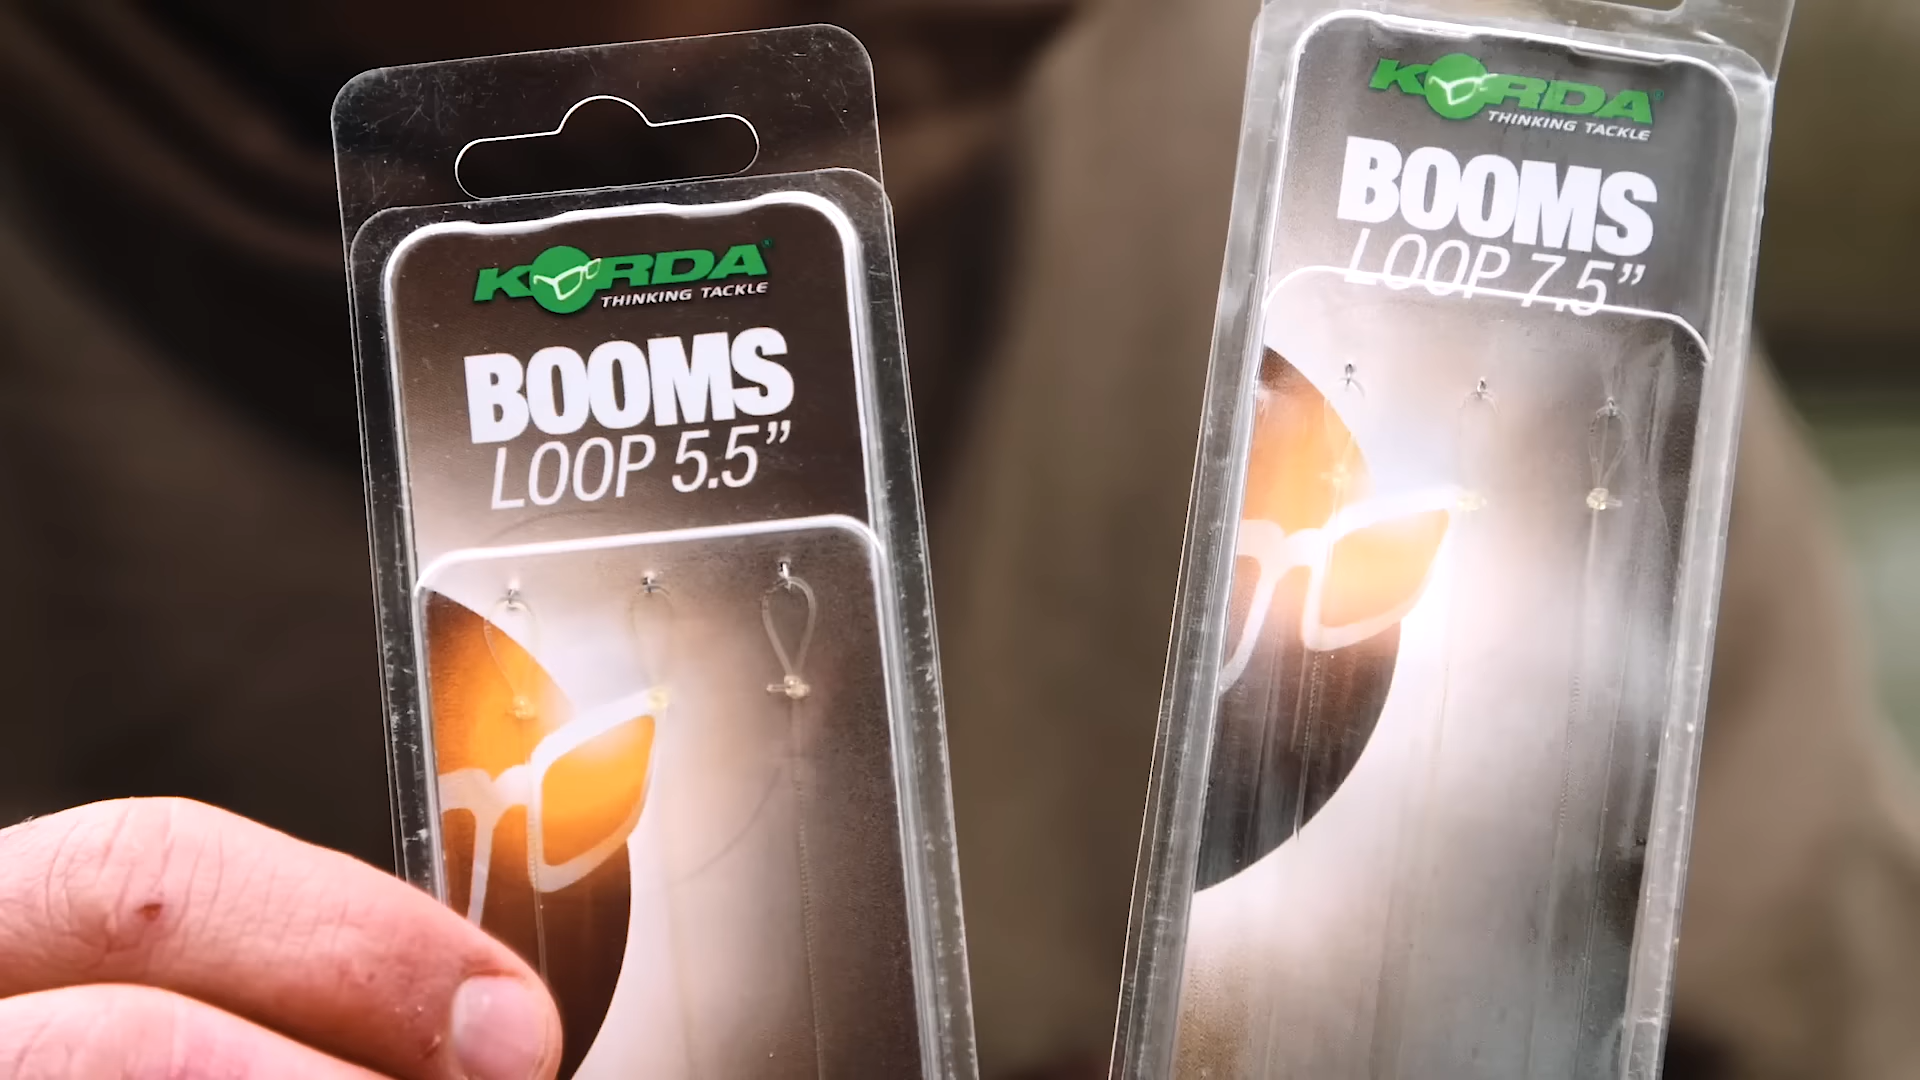 KORDA
THINKING TACKLE
BOOMS
LOOP 5.5”
KORDA
THINKING TACKLE
BOOMS
LOOP 7.5”